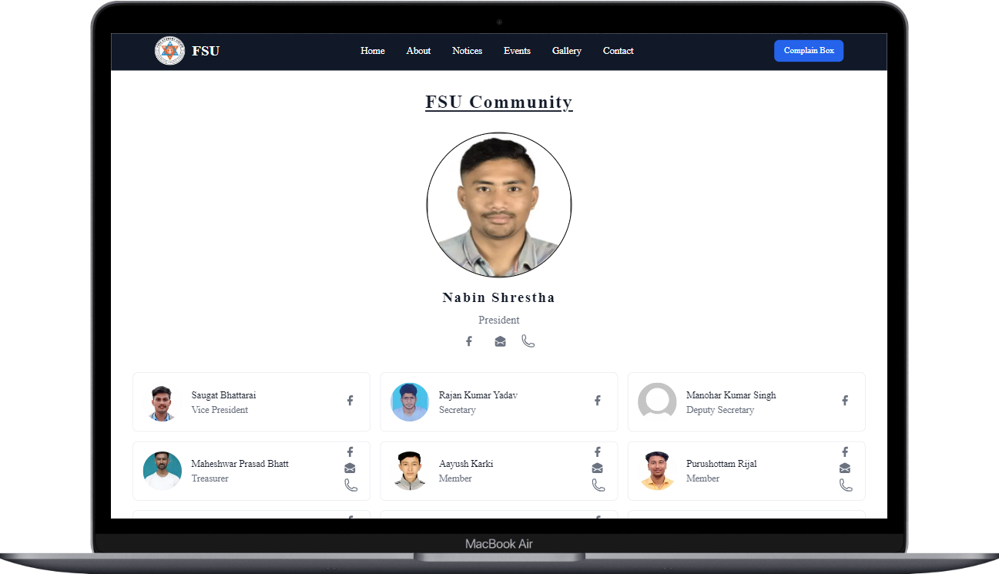 FSU
Home About Notices Events Gallery Contact
Complain Box
FSU Community
Nabin Shrestha
President
Saugat Bhattarai
Vice President
Rajan Kumar Yadav
Secretary
Manohar Kumar Singh
Deputy Secretary
Maheshwar Prasad Bhatt
Treasurer
Aayush Karki
Member
Purushottam Rijal
Member
MacBook Air